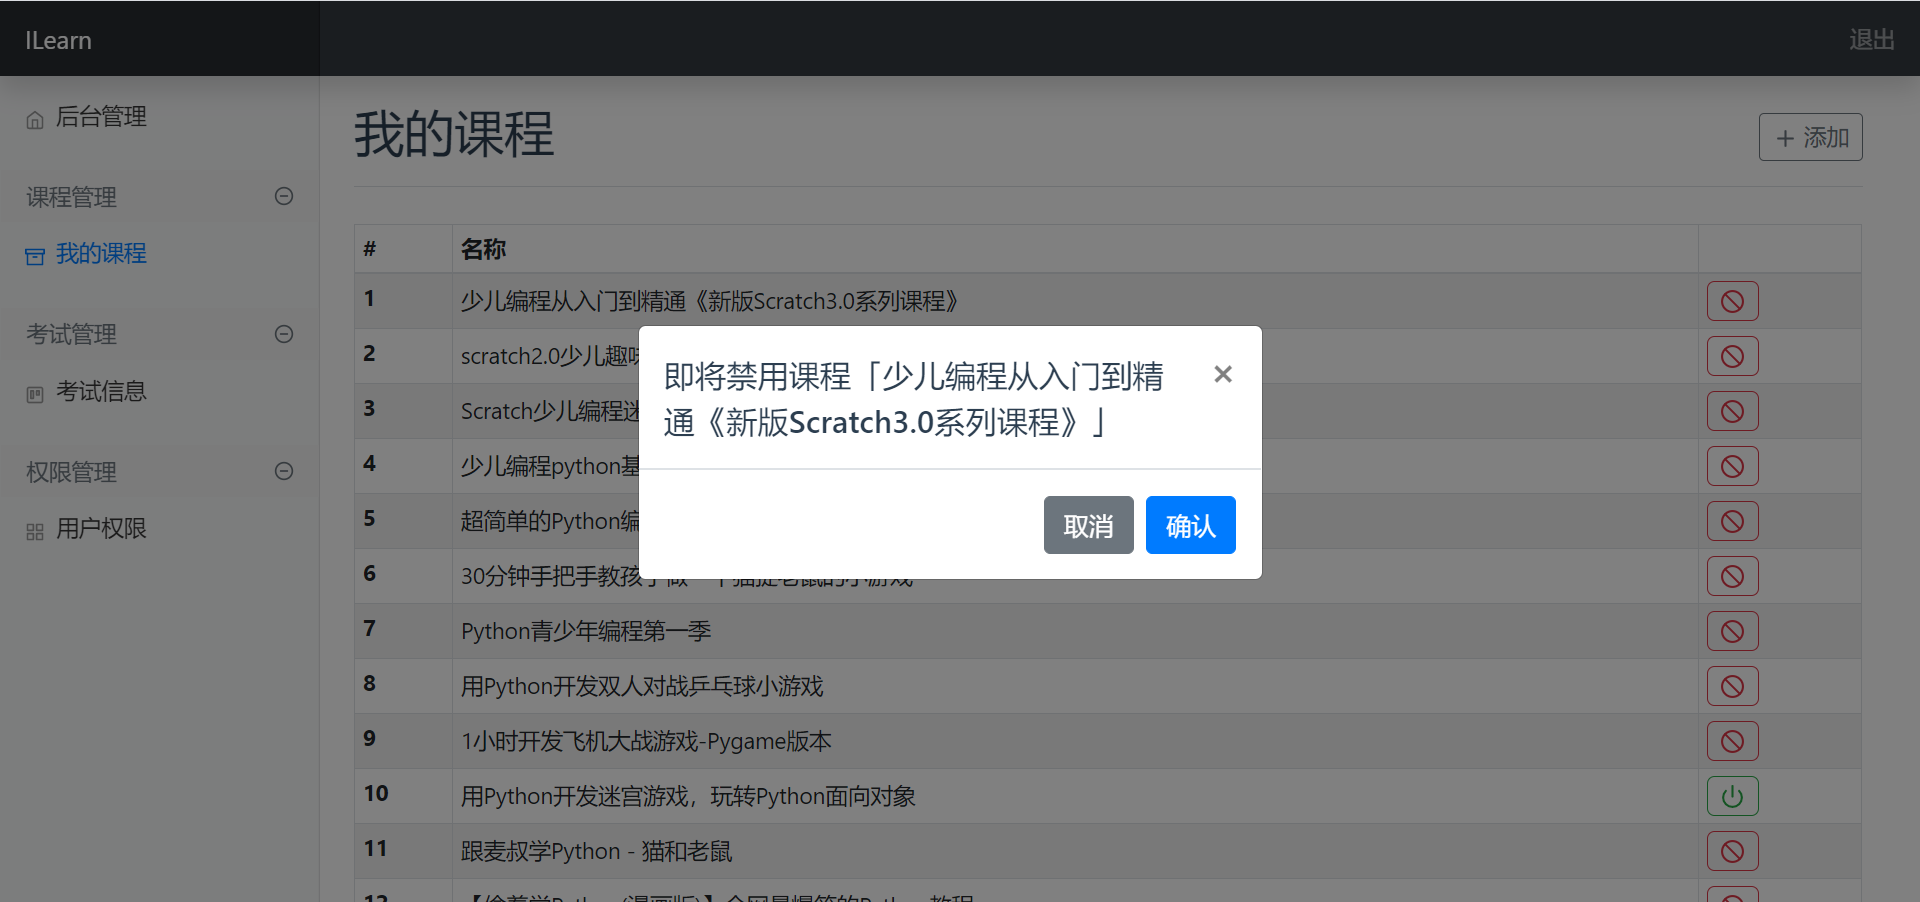 ILearn
退出
后台管理
课程管理
我的课程
考试管理
考试信息
权限管理
用户权限
我的课程
添加
# 名称
1 少儿编程从入门到精通《新版Scratch3.0系列课程》
2 scratch2.0少儿趣
3 Scratch少儿编程
4 少儿编程python
5 超简单的Python
6 30分钟手把手教孩
7 Python青少年编程第一季
8 用Python开发双人对战乒乓球小游戏
9 1小时开发飞机大战游戏-Pygame版本
10 用Python开发迷宫游戏，玩转Python面向对象
11 跟麦叔学Python - 猫和老鼠
即将禁用课程「少儿编程从入门到精
通《新版Scratch3.0系列课程》」
×
取消
确认